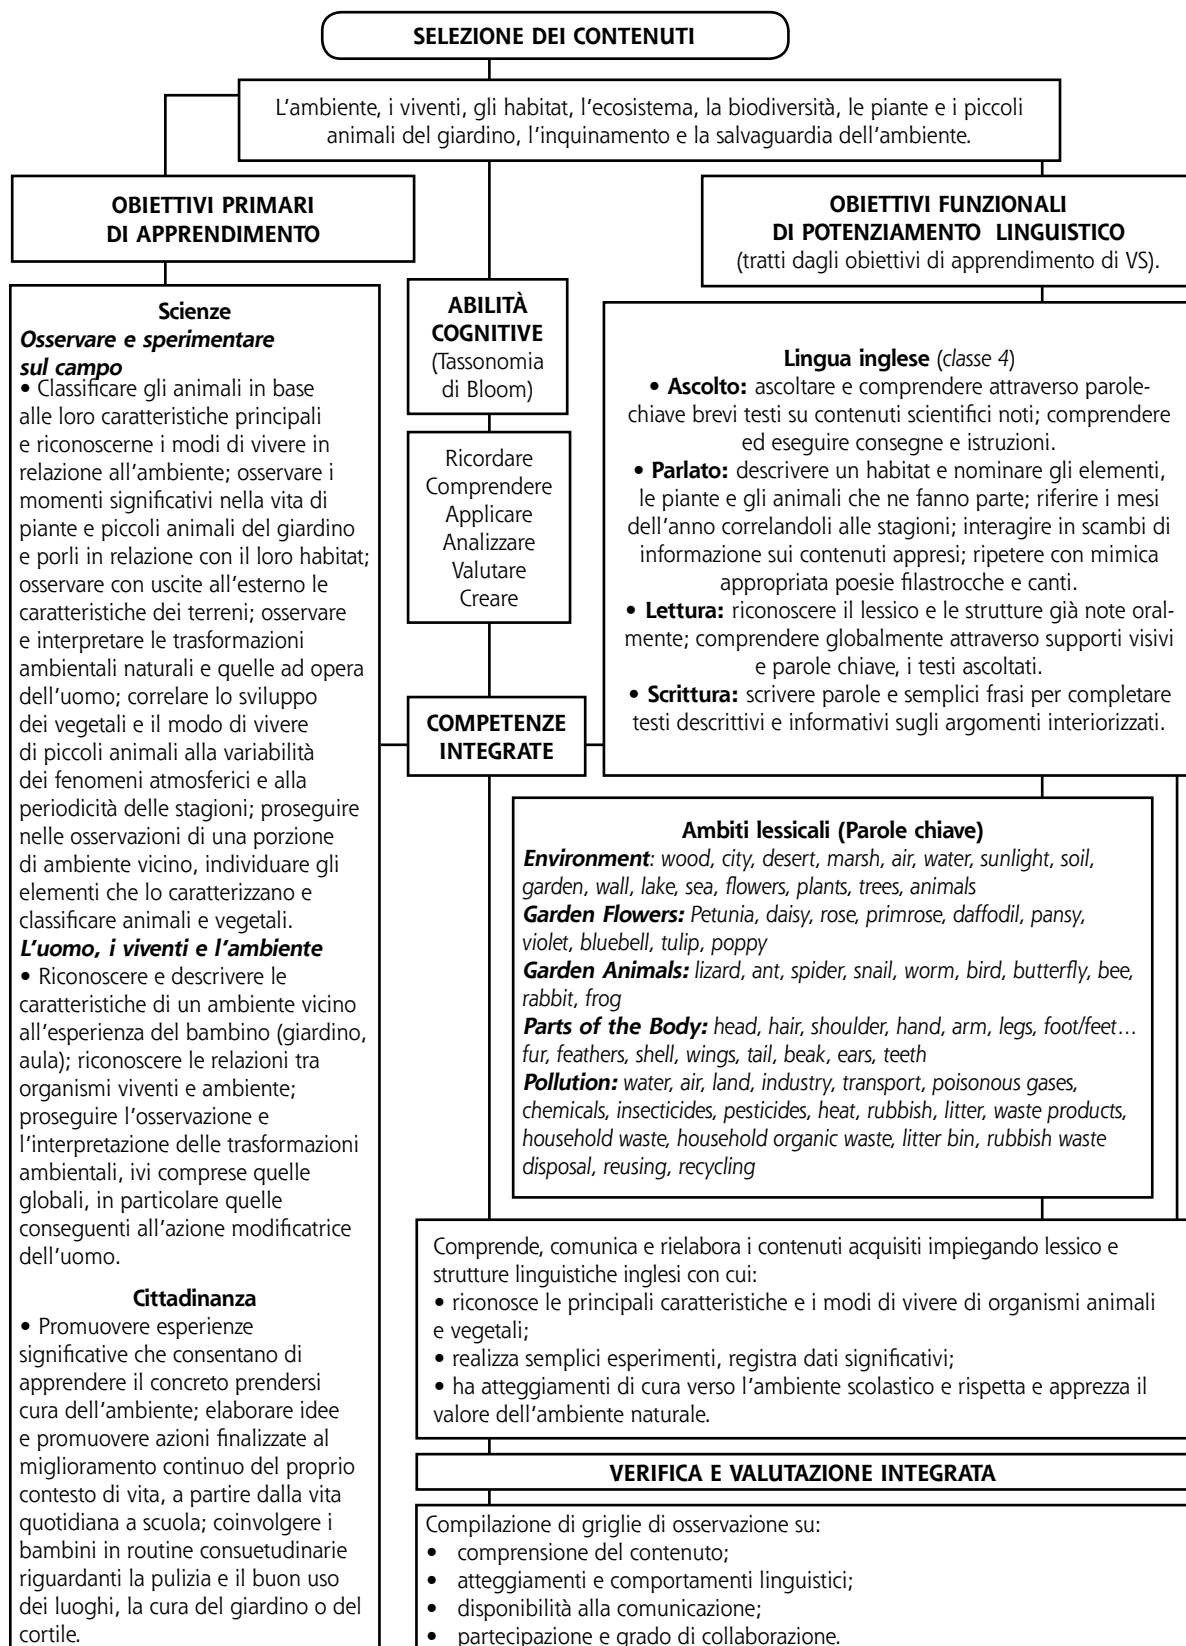 SELEZIONE DEI CONTENUTI
L'ambiente, i viventi, gli habitat, l'ecosistema, la biodiversità, le piante e i piccoli
animali del giardino, l'inquinamento e la salvaguardia dell'ambiente.
OBIETTIVI PRIMARI
DI APPRENDIMENTO
Scienze
Osservare e sperimentare
sul campo
• Classificare gli animali in base
alle loro caratteristiche principali
e riconoscerne i modi di vivere in
relazione all'ambiente; osservare i
momenti significativi nella vita di
piante e piccoli animali del giardino
e porli in relazione con il loro habitat;
osservare con uscite all'esterno le
caratteristiche dei terreni; osservare
e interpretare le trasformazioni
ambientali naturali e quelle ad opera
dell'uomo; correlare lo sviluppo
dei vegetali e il modo di vivere
di piccoli animali alla variabilità
dei fenomeni atmosferici e alla
periodicità delle stagioni; proseguire
nelle osservazioni di una porzione
di ambiente vicino, individuare gli
elementi che lo caratterizzano e
classificare animali e vegetali.
L'uomo, i viventi e l'ambiente
• Riconoscere e descrivere le
caratteristiche di un ambiente vicino
all'esperienza del bambino (giardino,
aula); riconoscere le relazioni tra
organismi viventi e ambiente;
proseguire l'osservazione e
l'interpretazione delle trasformazioni
ambientali, ivi comprese quelle
globali, in particolare quelle
conseguenti all'azione modificatrice
dell'uomo.
Cittadinanza
• Promuovere esperienze
significative che consentano di
apprendere il concreto prendersi
cura dell'ambiente; elaborare idee
e promuovere azioni finalizzate al
miglioramento continuo del proprio
contesto di vita, a partire dalla vita
quotidiana a scuola; coinvolgere i
bambini in routine consuetudinarie
riguardanti la pulizia e il buon uso
dei luoghi, la cura del giardino o del
cortile.
ABILITÀ
COGNITIVE
(Tassonomia
di Bloom)
Ricordare
Comprendere
Applicare
Analizzare
Valutare
Creare
COMPETENZE
INTEGRATE
OBIETTIVI FUNZIONALI
DI POTENZIAMENTO LINGUISTICO
(tratti dagli obiettivi di apprendimento di VS).
Lingua inglese (classe 4)
• Ascolto: ascoltare e comprendere attraverso parole-
chiave brevi testi su contenuti scientifici noti; comprendere
ed eseguire consegne e istruzioni.
• Parlato: descrivere un habitat e nominare gli elementi,
le piante e gli animali che ne fanno parte; riferire i mesi
dell'anno correlandoli alle stagioni; interagire in scambi di
informazione sui contenuti appresi; ripetere con mimica
appropriata poesie filastrocche e canti.
• Lettura: riconoscere il lessico e le strutture già note oral-
mente; comprendere globalmente attraverso supporti visivi
e parole chiave, i testi ascoltati.
• Scrittura: scrivere parole e semplici frasi per completare
testi descrittivi e informativi sugli argomenti interiorizzati.
Ambiti lessicali (Parole chiave)
Environment: wood, city, desert, marsh, air, water, sunlight, soil,
garden, wall, lake, sea, flowers, plants, trees, animals
Garden Flowers: Petunia, daisy, rose, primrose, daffodil, pansy,
violet, bluebell, tulip, poppy
Garden Animals: lizard, ant, spider, snail, worm, bird, butterfly, bee,
rabbit, frog
Parts of the Body: head, hair, shoulder, hand, arm, legs, foot/feet…
fur, feathers, shell, wings, tail, beak, ears, teeth
Pollution: water, air, land, industry, transport, poisonous gases,
chemicals, insecticides, pesticides, heat, rubbish, litter, waste products,
household waste, household organic waste, litter bin, rubbish waste
disposal, reusing, recycling
Comprende, comunica e rielabora i contenuti acquisiti impiegando lessico e
strutture linguistiche inglesi con cui:
• riconosce le principali caratteristiche e i modi di vivere di organismi animali
e vegetali;
• realizza semplici esperimenti, registra dati significativi;
• ha atteggiamenti di cura verso l'ambiente scolastico e rispetta e apprezza il
valore dell'ambiente naturale.
VERIFICA E VALUTAZIONE INTEGRATA
Compilazione di griglie di osservazione su:
• comprensione del contenuto;
• atteggiamenti e comportamenti linguistici;
• disponibilità alla comunicazione;
• partecipazione e grado di collaborazione.